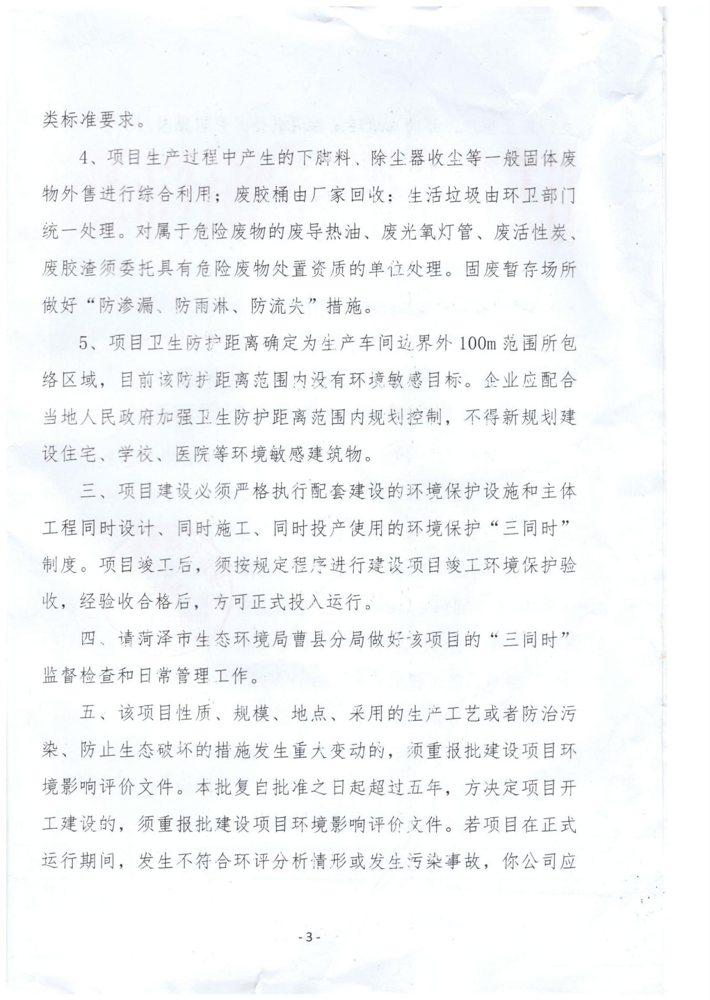 类标准要求。
4、项目生产过程中产生的下脚料、除尘器收尘等一般固体废
物外售进行综合利用；废胶桶由厂家回收：生活垃圾由环卫部门
统一处理。对属于危险废物的废导热油、废光氧灯管、废活性炭、
废胶渣须委托具有危险废物处置资质的单位处理。固废暂存场所
做好“防渗漏、防雨淋、防流失”措施。
5、项目卫生防护距离确定为生产车间边界外 100m 范围所包
络区域，目前该防护距离范围内没有环境敏感目标。企业应配合
当地人民政府加强卫生防护距离范围内规划控制，不得新规划建
设住宅、学校、医院等环境敏感建筑物。
三、项目建设必须严格执行配套建设的环境保护设施和主体
工程同时设计、同时施工、同时投产使用的环境保护“三同时”
制度。项目竣工后，须按规定程序进行建设项目竣工环境保护验
收，经验收合格后，方可正式投入运行。
四、请菏泽市生态环境局曹县分局做好该项目的“三同时”
监督检查和日常管理工作。
五、该项目性质、规模、地点、采用的生产工艺或者防治污
染、防止生态破坏的措施发生重大变动的，须重报批建设项目环
境影响评价文件。本批复自批准之日起超过五年，方决定项目开
工建设的，须重报批建设项目环境影响评价文件。若项目在正式
运行期间，发生不符合环评分析情形或发生污染事故，你公司应
- 3 -